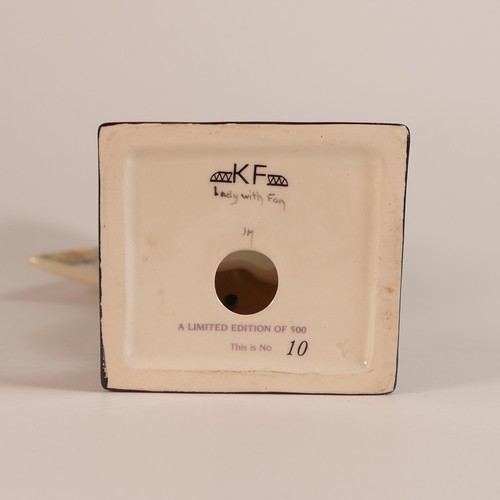 KF
Lady with Fan
JM
A LIMITED EDITION OF 500
This is No 10